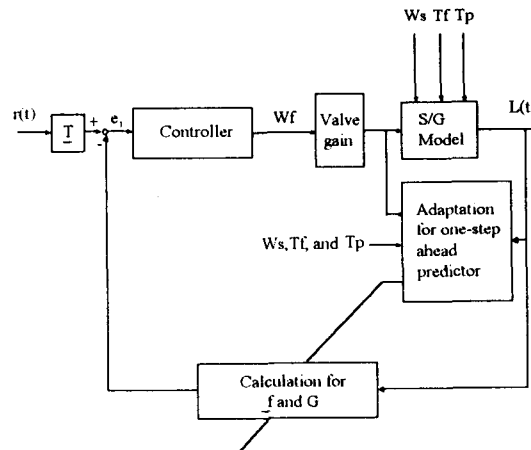 Ws Tf Tp
r(t)
T
+
-
e₁
Controller
Wf
Valve
gain
S/G
Model
L(t
Adaptation
for one-step
ahead
predictor
Ws,Tf, and Tp
Calculation for
f and G